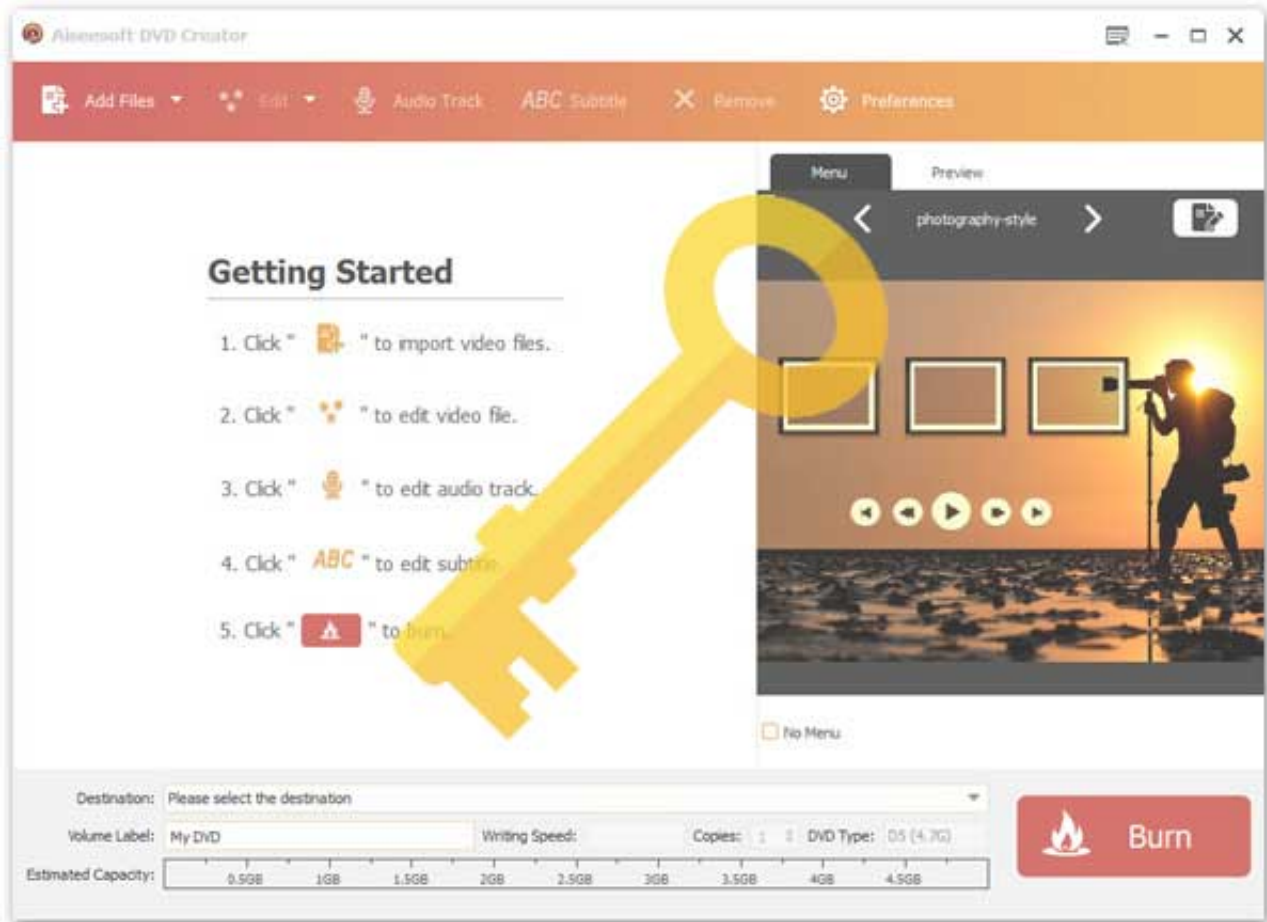 Aiseesoft DVD Creator
Add Files Edit Audio Track ABC Subtitle Remove Preferences
Menu Preview
photography-style
Getting Started
1. Click " " to import video files.
2. Click " " to edit video file.
3. Click " " to edit audio track.
4. Click " ABC " to edit subtitle.
5. Click " " to burn.
No Menu
Destination: Please select the destination
Volume Label: My DVD Writing Speed: Copies: 1 DVD Type: D5 (4.7G)
Burn
Estimated Capacity: 0.5GB 1GB 1.5GB 2GB 2.5GB 3GB 3.5GB 4GB 4.5GB